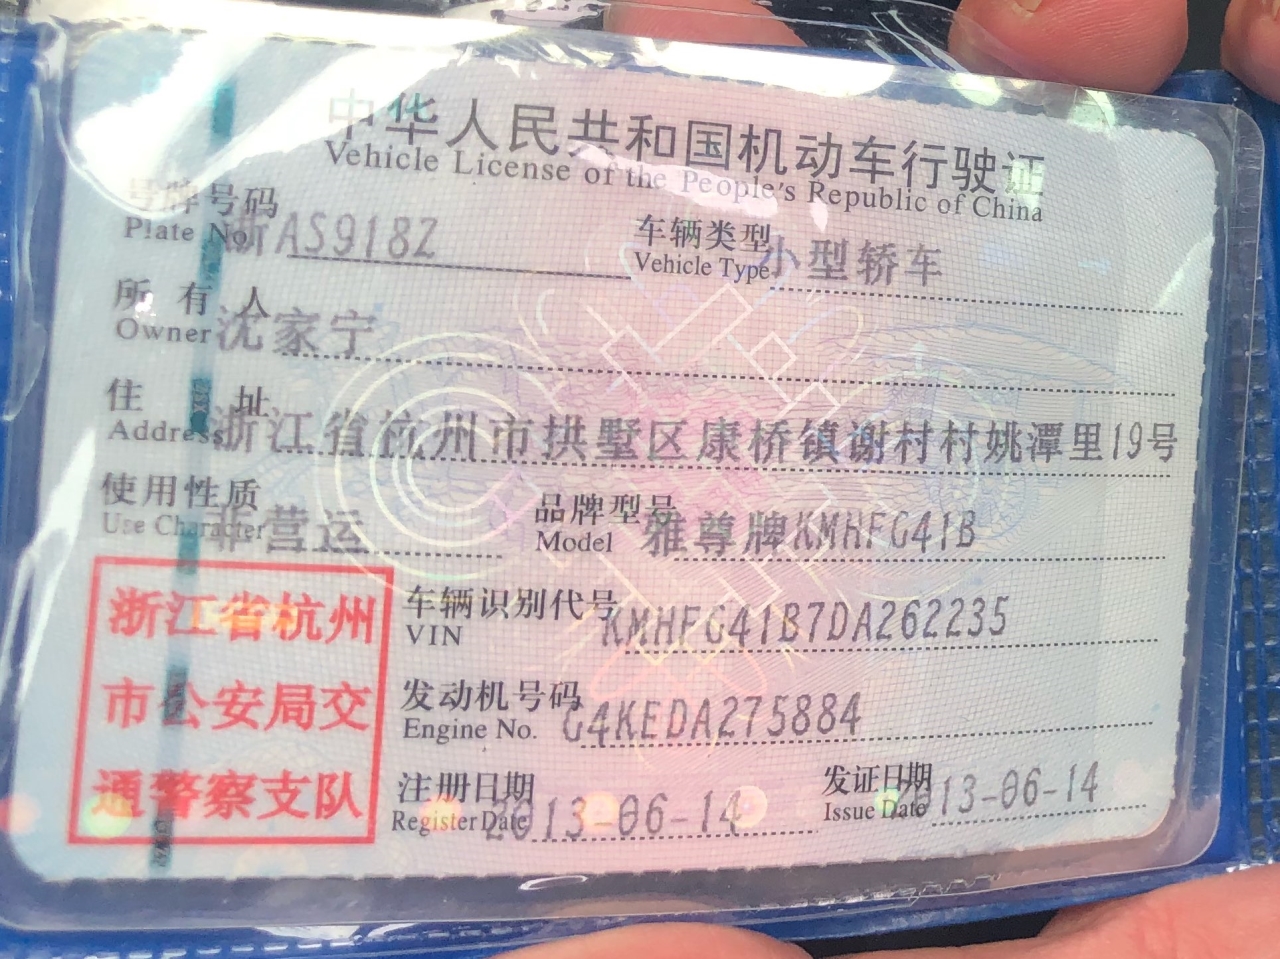 中华人民共和国机动车行驶证
Vehicle License of the People's Republic of China
号牌号码
Plate No. 浙AS918Z
车辆类型
Vehicle Type 小型轿车
所有人
Owner 沈家宁
住址
Address 浙江省杭州市拱墅区康桥镇谢村村姚潭里19号
使用性质
Use Character 非营运
品牌型号
Model 雅尊牌KMHFG41B
浙江省杭州
市公安局交
通警察支队
车辆识别代号
VIN KMHFG41B7DA262235
发动机号码
Engine No. G4KEDA275884
注册日期
Register Date 2013-06-14
发证日期
Issue Date 13-06-14